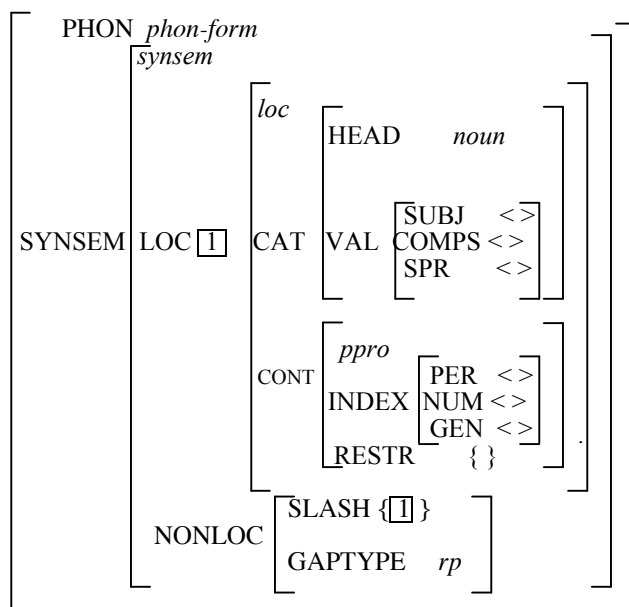 PHON phon-form
synsem
loc
HEAD noun
SUBJ < >
SYNSEM LOC 1 CAT VAL COMPS < >
SPR < >
ppro
PER < >
CONT INDEX NUM < >
GEN < >
RESTR { }
.
SLASH { 1 }
NONLOC
GAPTYPE rp